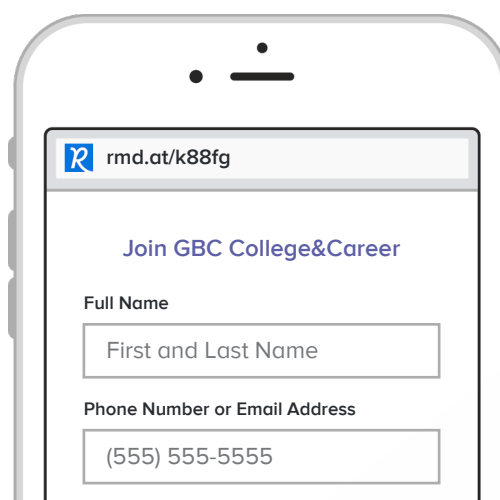 rmd.at/k88fg
Join GBC College&Career
Full Name
First and Last Name
Phone Number or Email Address
(555) 555-5555